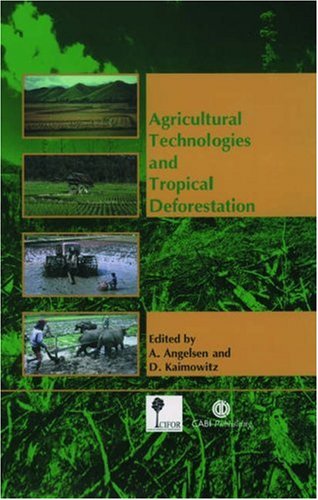 Agricultural
Technologies
and
Tropical
Deforestation
Edited by
A. Angelsen and
D. Kaimowitz
CIFOR
CABI Publishing